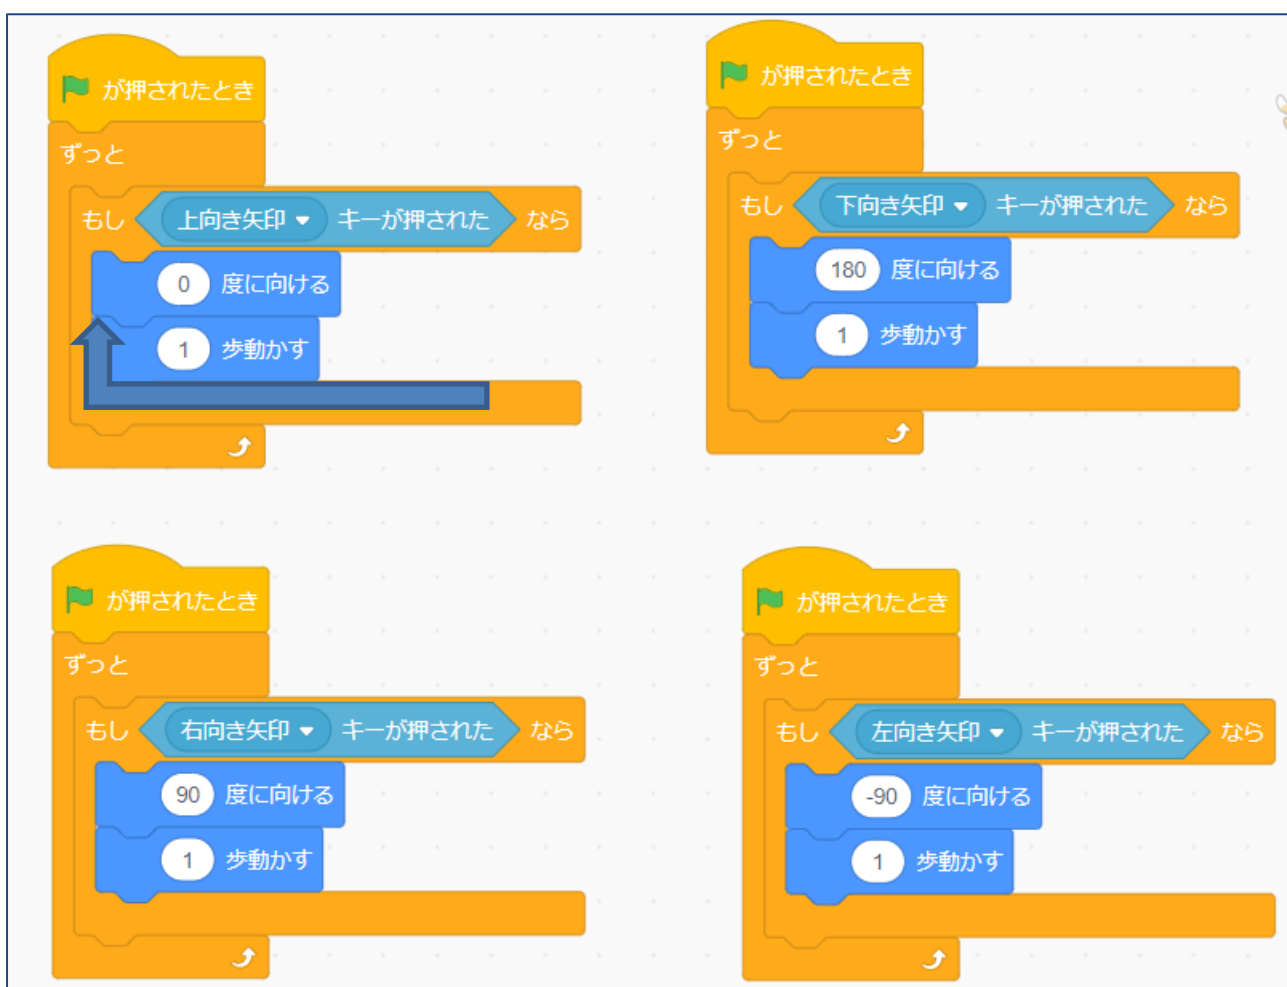 が押されたとき
ずっと
もし 上向き矢印 キーが押された なら
0 度に向ける
1 歩動かす
が押されたとき
ずっと
もし 下向き矢印 キーが押された なら
180 度に向ける
1 歩動かす
が押されたとき
ずっと
もし 右向き矢印 キーが押された なら
90 度に向ける
1 歩動かす
が押されたとき
ずっと
もし 左向き矢印 キーが押された なら
-90 度に向ける
1 歩動かす